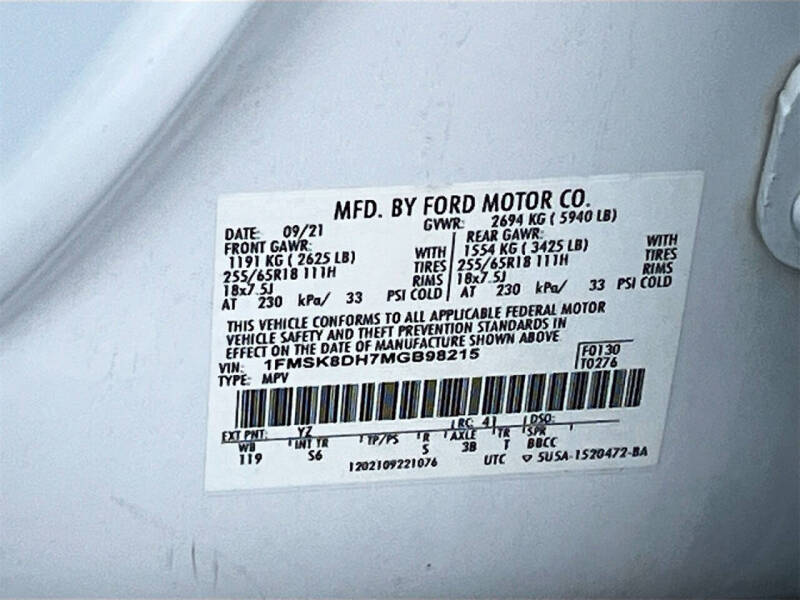 MFD. BY FORD MOTOR CO.
DATE: 09/21 GVWR: 2694 KG ( 5940 LB)
FRONT GAWR: REAR GAWR:
1191 KG ( 2625 LB) WITH 1554 KG ( 3425 LB) WITH
255/65R18 111H TIRES 255/65R18 111H TIRES
18x7.5J RIMS 18x7.5J RIMS
AT 230 kPa/ 33 PSI COLD AT 230 kPa/ 33 PSI COLD
THIS VEHICLE CONFORMS TO ALL APPLICABLE FEDERAL MOTOR
VEHICLE SAFETY AND THEFT PREVENTION STANDARDS IN
EFFECT ON THE DATE OF MANUFACTURE SHOWN ABOVE.
VIN: 1FMSK8DH7MGB98215 F0130
TYPE: MPV T0276
EXT PNT: YZ RC: 41 DSO:
WB INT TR TP/PS R AXLE TR SPR
119 S6 S 3B T BBCC
1202109221076 UTC 5U5A-1520472-BA